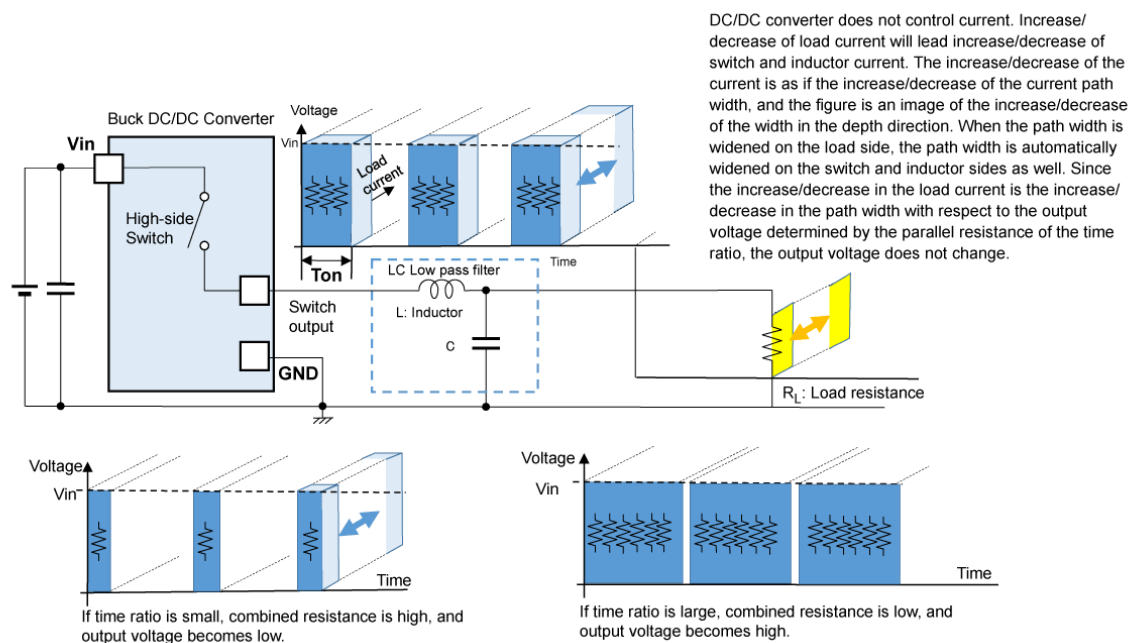 DC/DC converter does not control current. Increase/
decrease of load current will lead increase/decrease of
switch and inductor current. The increase/decrease of the
current is as if the increase/decrease of the current path
width, and the figure is an image of the increase/decrease
of the width in the depth direction. When the path width is
widened on the load side, the path width is automatically
widened on the switch and inductor sides as well. Since
the increase/decrease in the load current is the increase/
decrease in the path width with respect to the output
voltage determined by the parallel resistance of the time
ratio, the output voltage does not change.
Buck DC/DC Converter
Vin
High-side
Switch
Switch
output
GND
Voltage
Vin
Load
current
Time
Ton
LC Low pass filter
L: Inductor
C
RL: Load resistance
Voltage
Vin
Time
If time ratio is small, combined resistance is high, and
output voltage becomes low.
Voltage
Vin
Time
If time ratio is large, combined resistance is low, and
output voltage becomes high.